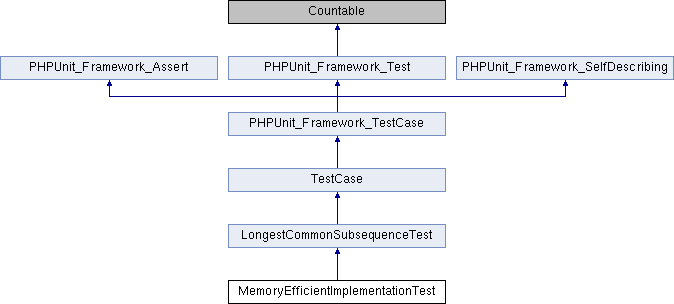 Countable
PHPUnit_Framework_Assert
PHPUnit_Framework_Test
PHPUnit_Framework_SelfDescribing
PHPUnit_Framework_TestCase
TestCase
LongestCommonSubsequenceTest
MemoryEfficientImplementationTest